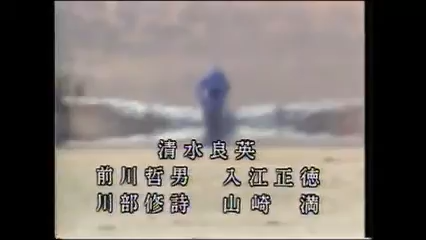 清水良英
前川哲男 入江正徳
川部修詩 山崎満